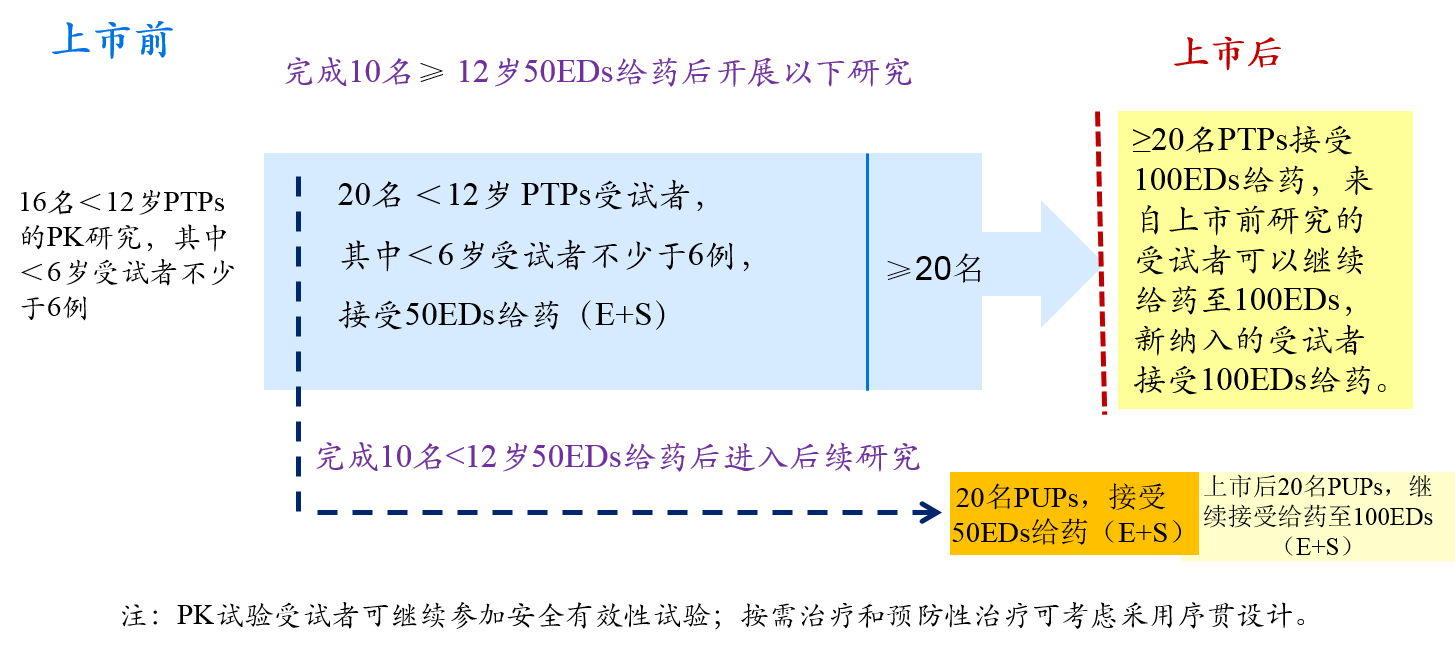 上市前
上市后
完成10名≥ 12岁50EDs给药后开展以下研究
16名＜12岁PTPs
的PK研究，其中
＜6岁受试者不少
于6例
20名 ＜12岁 PTPs受试者，
其中＜6岁受试者不少于6例，
接受50EDs给药（E+S）
≥20名
≥20名PTPs接受
100EDs给药，来
自上市前研究的
受试者可以继续
给药至100EDs，
新纳入的受试者
接受100EDs给药。
完成10名<12岁50EDs给药后进入后续研究
20名PUPs，接受
50EDs给药（E+S）
上市后20名PUPs，继
续接受给药至100EDs
（E+S）
注：PK试验受试者可继续参加安全有效性试验；按需治疗和预防性治疗可考虑采用序贯设计。